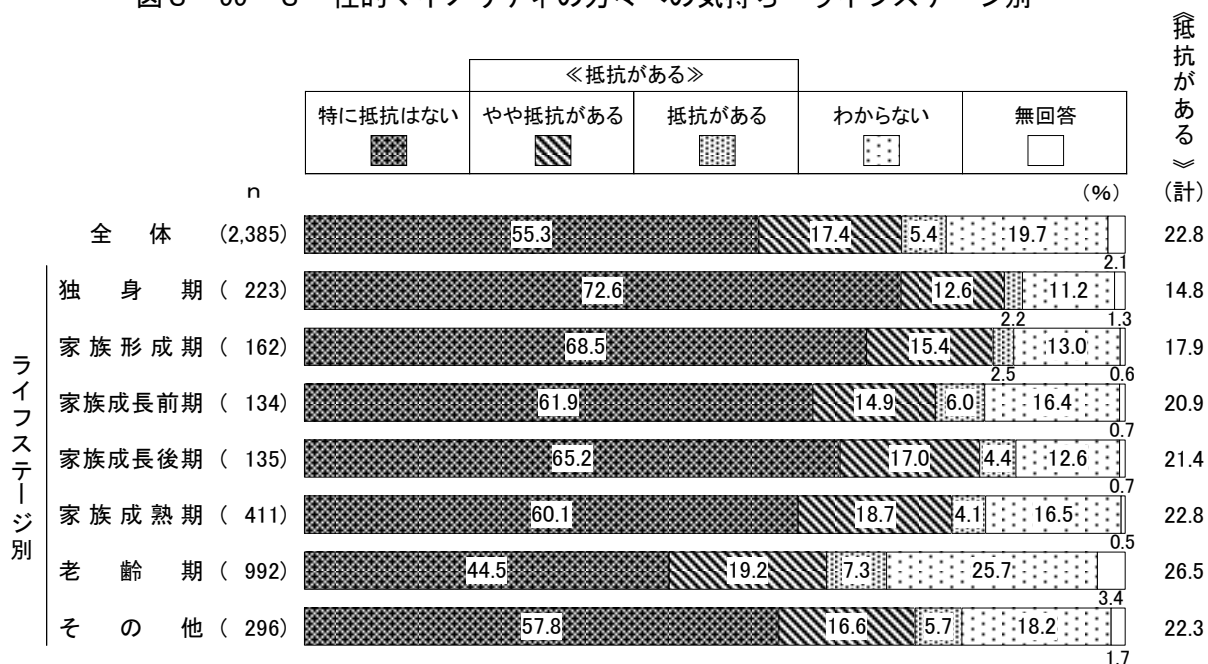 ≪抵抗がある≫
特に抵抗はない やや抵抗がある 抵抗がある わからない 無回答
≪抵抗がある≫(計)
n (%)
全体 (2,385) 55.3 17.4 5.4 19.7 2.1 22.8
ライフステージ別
独身期 ( 223) 72.6 12.6 2.2 11.2 1.3 14.8
家族形成期 ( 162) 68.5 15.4 2.5 13.0 0.6 17.9
家族成長前期 ( 134) 61.9 14.9 6.0 16.4 0.7 20.9
家族成長後期 ( 135) 65.2 17.0 4.4 12.6 0.7 21.4
家族成熟期 ( 411) 60.1 18.7 4.1 16.5 0.5 22.8
老齢期 ( 992) 44.5 19.2 7.3 25.7 3.4 26.5
その他 ( 296) 57.8 16.6 5.7 18.2 1.7 22.3